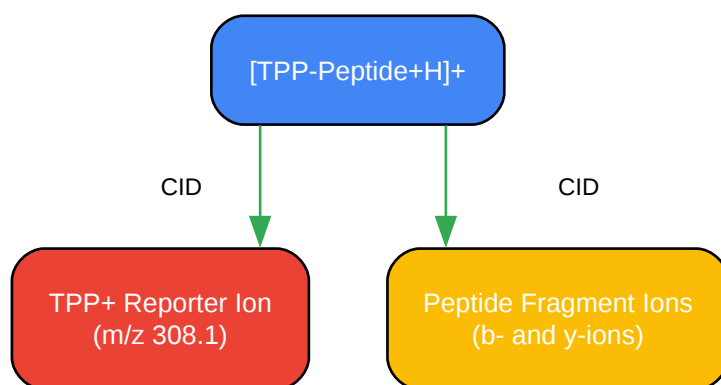 [TPP-Peptide+H]+
CID
CID
TPP+ Reporter Ion
(m/z 308.1)
Peptide Fragment Ions
(b- and y-ions)